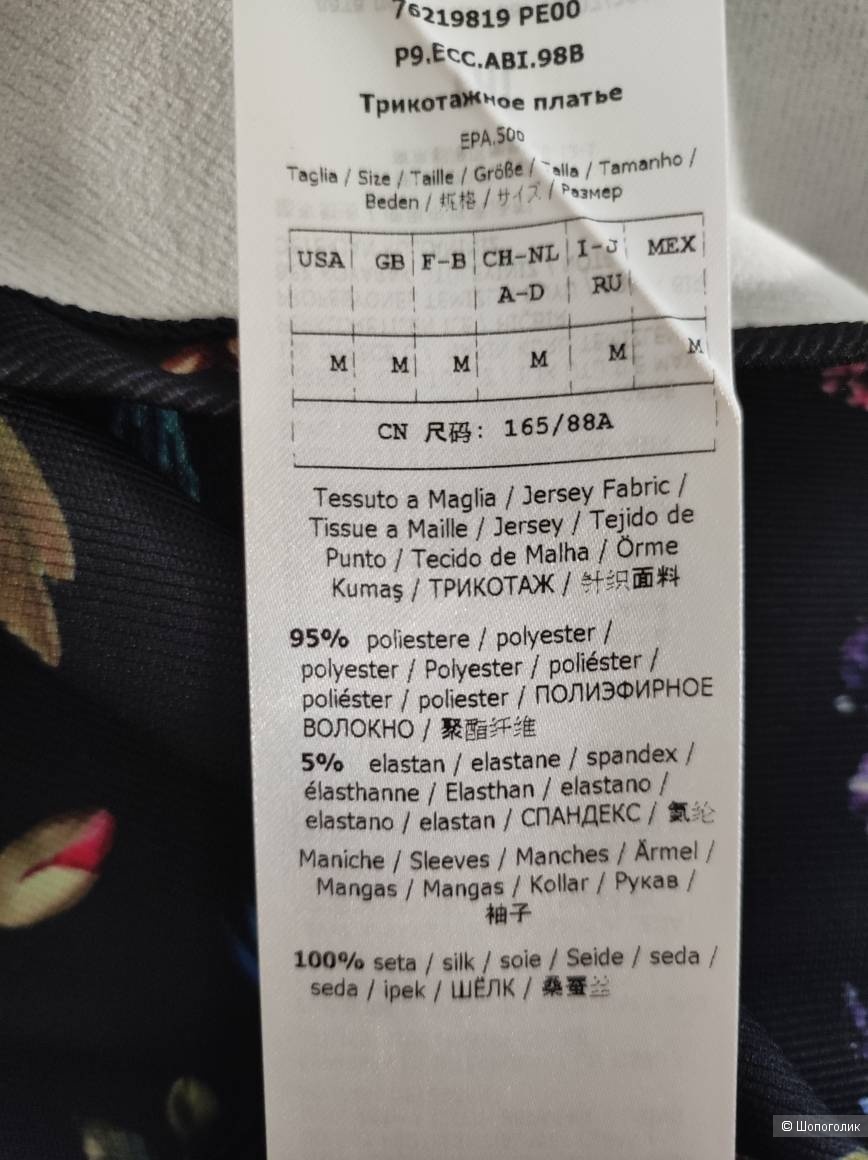 76219819 PE00
P9.ECC.ABI.98B
Трикотажное платье
EPA.500
Taglia / Size / Taille / Größe / Talla / Tamanho /
Beden / 规格 / サイズ / Размер
USA GB F-B CH-NL I-J MEX
A-D RU
M M M M M M
CN 尺码: 165/88A
Tessuto a Maglia / Jersey Fabric /
Tissue a Maille / Jersey / Tejido de
Punto / Tecido de Malha / Örme
Kumaş / ТРИКОТАЖ / 针织面料
95% poliestere / polyester /
polyester / Polyester / poliéster /
poliéster / poliester / ПОЛИЭФИРНОЕ
ВОЛОКНО / 聚酯纤维
5% elastan / elastane / spandex /
élasthanne / Elasthan / elastano /
elastano / elastan / СПАНДЕКС / 氨纶
Maniche / Sleeves / Manches / Ärmel /
Mangas / Mangas / Kollar / Рукав /
袖子
100% seta / silk / soie / Seide / seda /
seda / ipek / ШЁЛК / 桑蚕丝
© Шопоголик